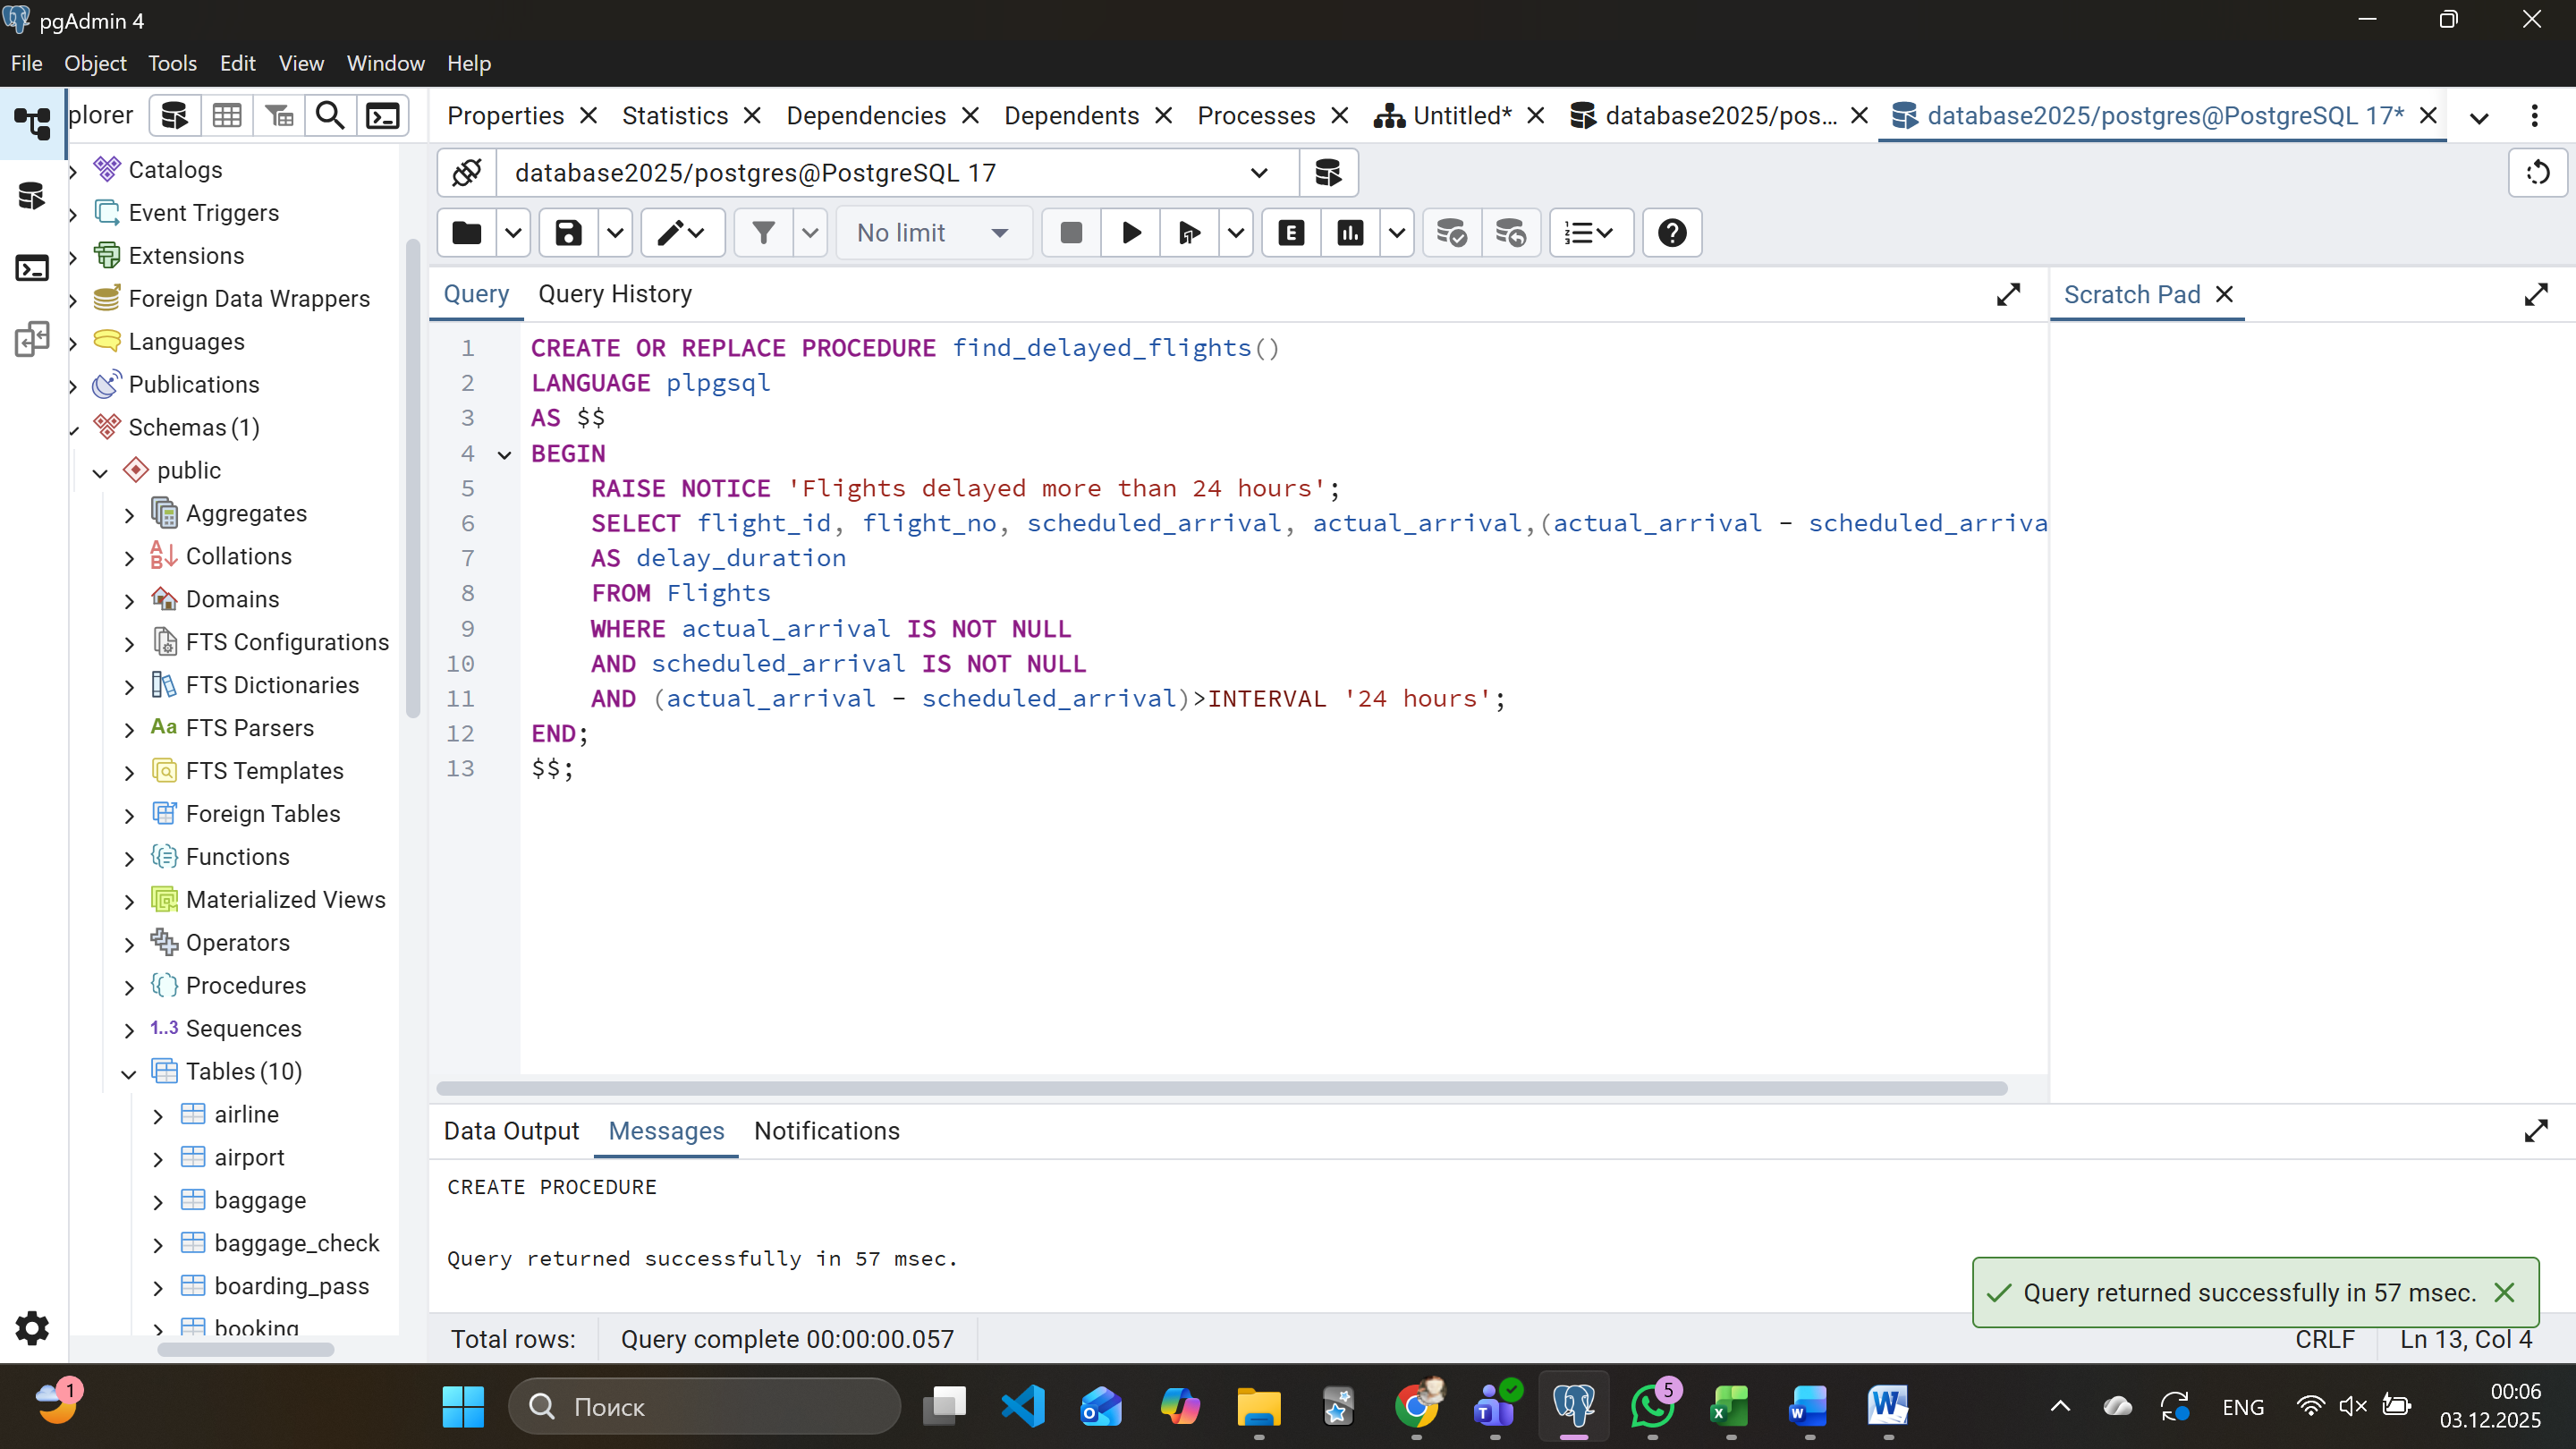 pgAdmin 4
File Object Tools Edit View Window Help
plorer
Properties Statistics Dependencies Dependents Processes Untitled* database2025/pos... database2025/postgres@PostgreSQL 17*
database2025/postgres@PostgreSQL 17
No limit
Query Query History
Scratch Pad
Catalogs
Event Triggers
Extensions
Foreign Data Wrappers
Languages
Publications
Schemas (1)
public
Aggregates
Collations
Domains
FTS Configurations
FTS Dictionaries
FTS Parsers
FTS Templates
Foreign Tables
Functions
Materialized Views
Operators
Procedures
1..3 Sequences
Tables (10)
airline
airport
baggage
baggage_check
boarding_pass
booking
1 CREATE OR REPLACE PROCEDURE find_delayed_flights()
2 LANGUAGE plpgsql
3 AS $$
4 BEGIN
5 RAISE NOTICE 'Flights delayed more than 24 hours';
6 SELECT flight_id, flight_no, scheduled_arrival, actual_arrival,(actual_arrival - scheduled_arriva
7 AS delay_duration
8 FROM Flights
9 WHERE actual_arrival IS NOT NULL
10 AND scheduled_arrival IS NOT NULL
11 AND (actual_arrival - scheduled_arrival)>INTERVAL '24 hours';
12 END;
13 $$;
Data Output Messages Notifications
CREATE PROCEDURE
Query returned successfully in 57 msec.
Query returned successfully in 57 msec.
Total rows: Query complete 00:00:00.057
CRLF Ln 13, Col 4
1
Поиск
5
ENG
00:06
03.12.2025